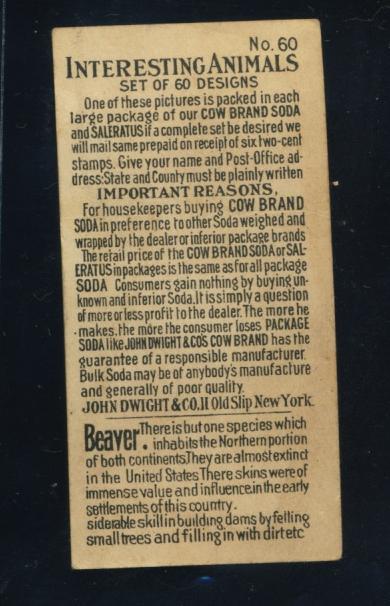 No. 60
INTERESTING ANIMALS
SET OF 60 DESIGNS
One of these pictures is packed in each
large package of our COW BRAND SODA
and SALERATUS if a complete set be desired we
will mail same prepaid on receipt of six two-cent
stamps. Give your name and Post-Office ad-
dress: State and County must be plainly written
IMPORTANT REASONS,
For housekeepers buying COW BRAND
SODA in preference to other Soda weighed and
wrapped by the dealer or inferior package brands
The retail price of the COW BRAND SODA or SAL-
ERATUS in packages is the same as for all package
SODA Consumers gain nothing by buying un-
known and inferior Soda. It is simply a question
of more or less profit to the dealer. The more he
makes, the more the consumer loses PACKAGE
SODA like JOHN DWIGHT & CO'S COW BRAND has the
guarantee of a responsible manufacturer.
Bulk Soda may be of anybody's manufacture
and generally of poor quality.
JOHN DWIGHT & CO, 11 Old Slip New York.
Beaver. There is but one species which
inhabits the Northern portion
of both continents They are almost extinct
in the United States There skins were of
immense value and influence in the early
settlements of this country.
siderable skill in building dams by felling
small trees and filling in with dirt etc